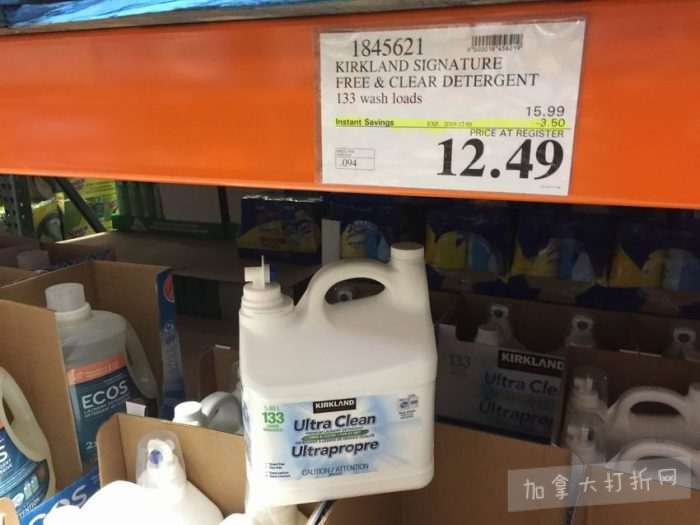 1845621
KIRKLAND SIGNATURE
FREE & CLEAR DETERGENT
133 wash loads
15.99
Instant Savings
-3.50
PRICE AT REGISTER
.094
12.49
ECOS
KIRKLAND
133
Ultra Clean
Ultrapropre
CAUTION / ATTENTION
133
KIRKLAND
Ultra Cle
Ultrapropr
加拿大打折网